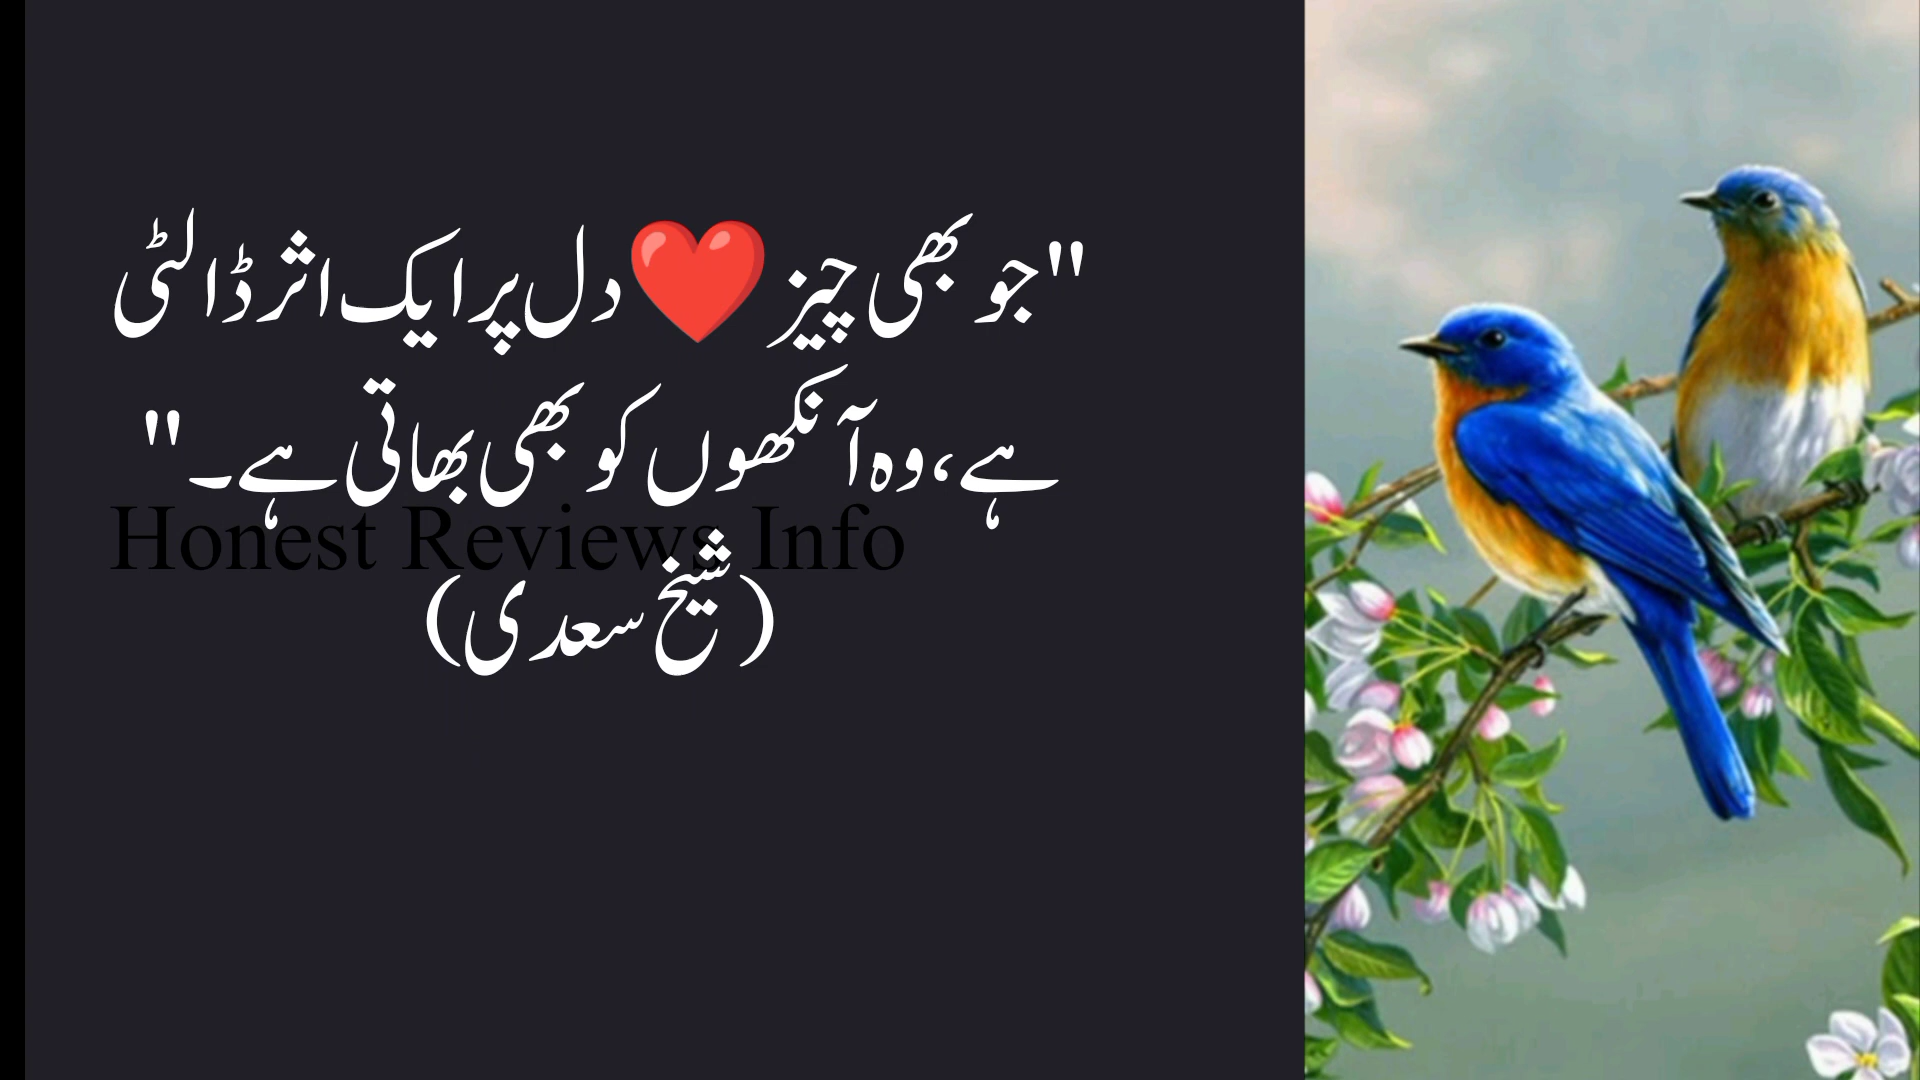 "جو بھی چیز ❤️ دل پر ایک اثر ڈالٹی
ہے، وہ آنکھوں کو بھی بھاتی ہے۔"
Honest Reviews Info
(شیخ سعدی)